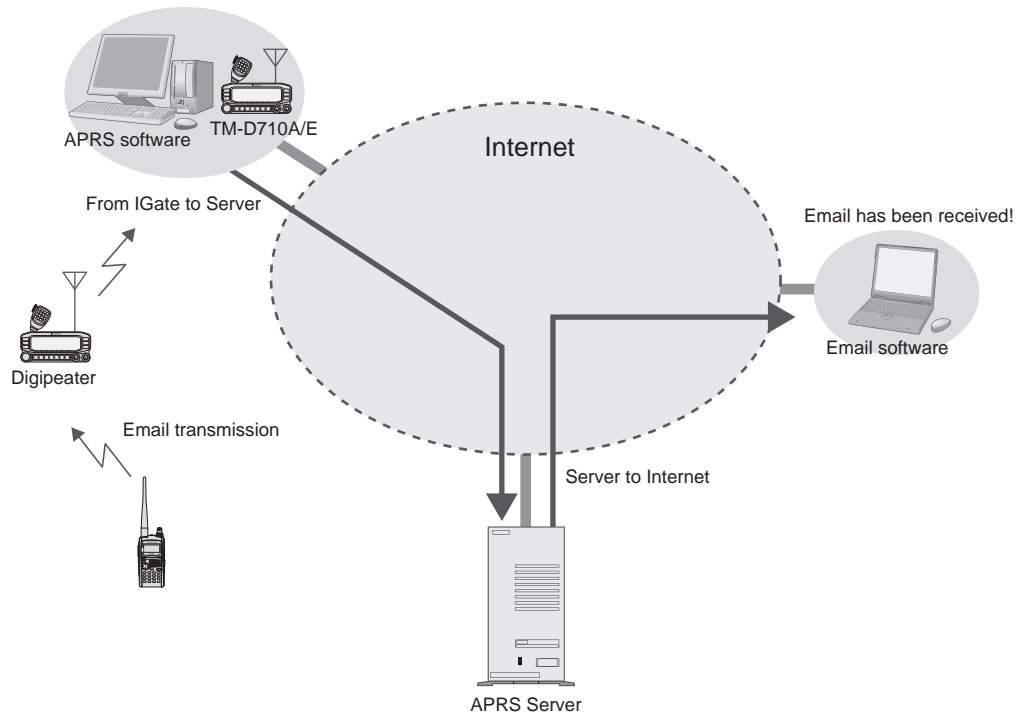 Internet
APRS software
TM-D710A/E
From IGate to Server
Email has been received!
Email software
Digipeater
Email transmission
Server to Internet
APRS Server